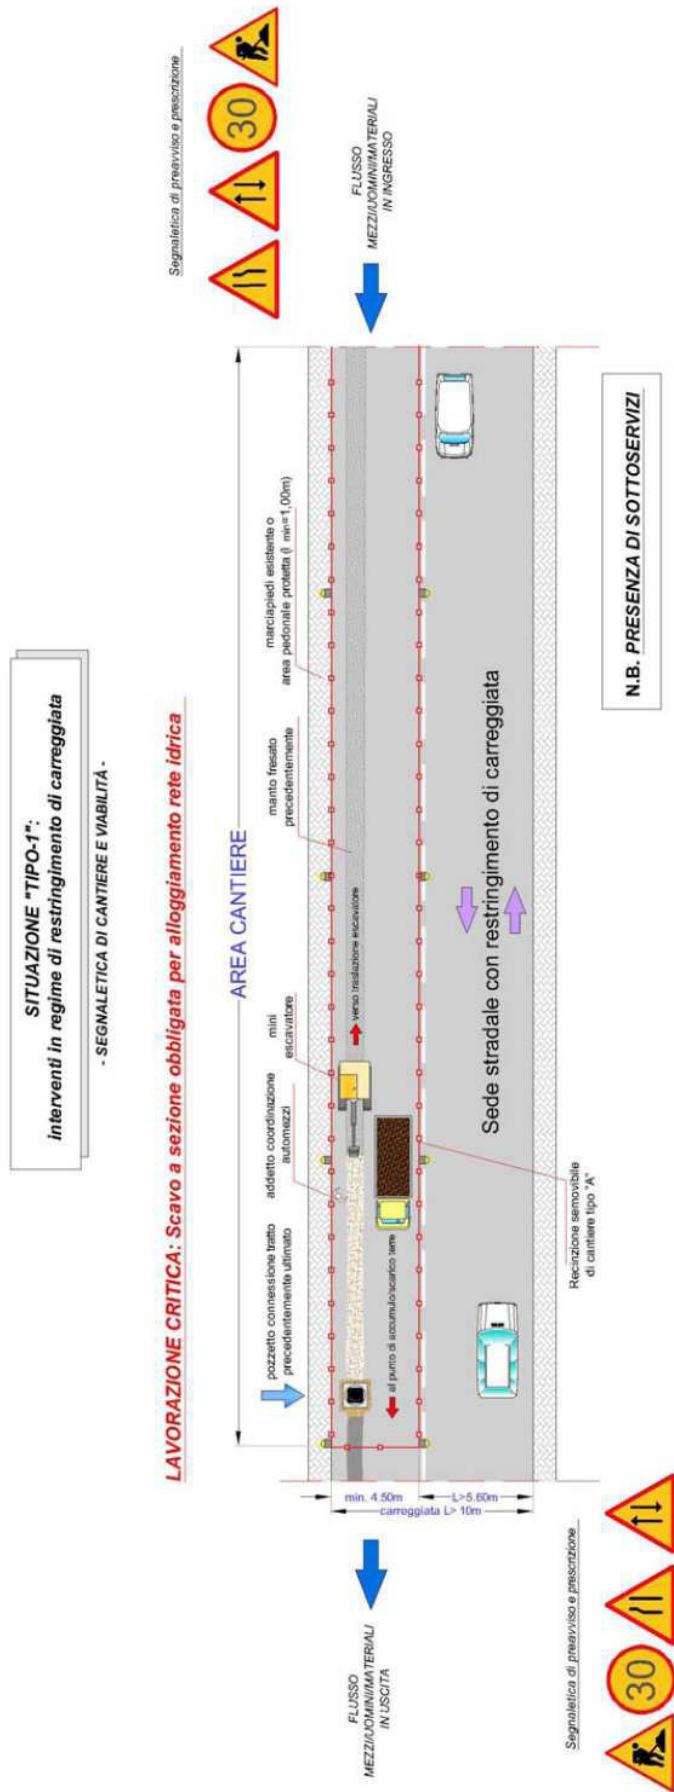 SITUAZIONE "TIPO-1":
interventi in regime di restringimento di carreggiata
- SEGNALETICA DI CANTIERE E VIABILITÀ -
LAVORAZIONE CRITICA: Scavo a sezione obbligata per alloggiamento rete idrica
Segnaletica di preavviso e prescrizione
30
AREA CANTIERE
pozzetto connessione tratto
precedentemente ultimato
addetto coordinazione
automezzi
mini
escavatore
manto fresato
precedentemente
marciapiedi esistente o
area pedonale protetta (l min=1,00m)
FLUSSO
MEZZI/UOMINI/MATERIALI
IN INGRESSO
verso traslazione escavatore
al punto di accumulo/scarico terre
FLUSSO
MEZZI/UOMINI/MATERIALI
IN USCITA
min. 4.50m
L>5.60m
carreggiata L> 10m
Sede stradale con restringimento di carreggiata
Recinzione semovibile
di cantiere tipo "A"
N.B. PRESENZA DI SOTTOSERVIZI
Segnaletica di preavviso e prescrizione
30